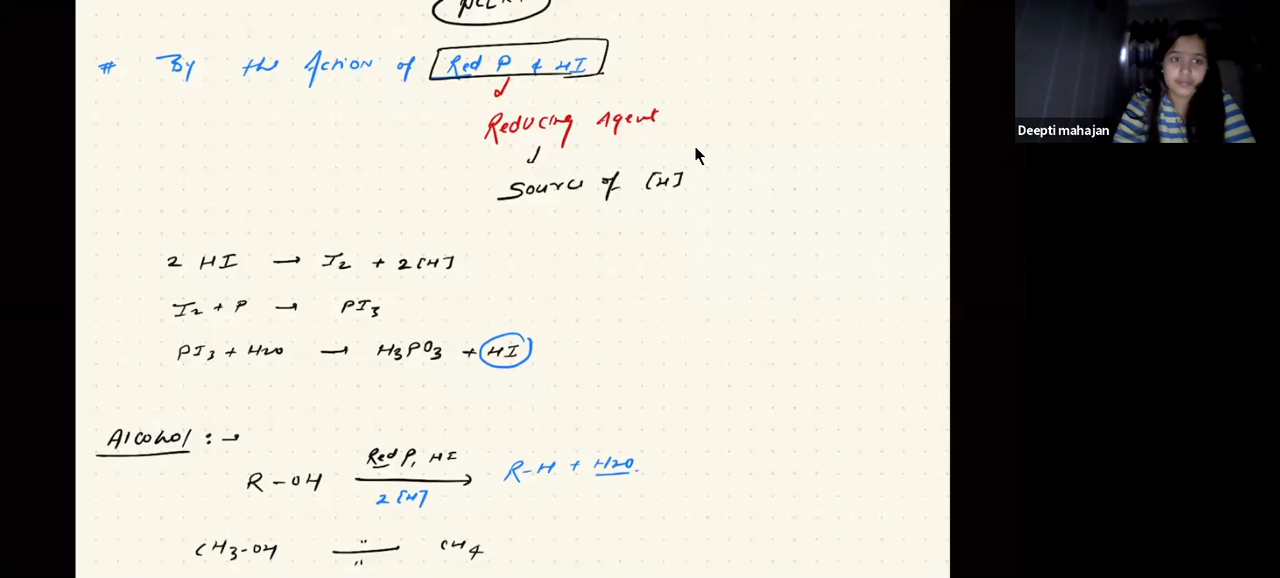 NCERT
# By the Action of Red P & HI
Reducing Agent
Source of [H]
2 HI → I2 + 2[H]
I2 + P → PI3
PI3 + H2O → H3PO3 + HI
Alcohol : →
Red P, HI
R-OH → R-H + H2O.
2[H]
CH3-OH —"— CH4
"
Deepti mahajan